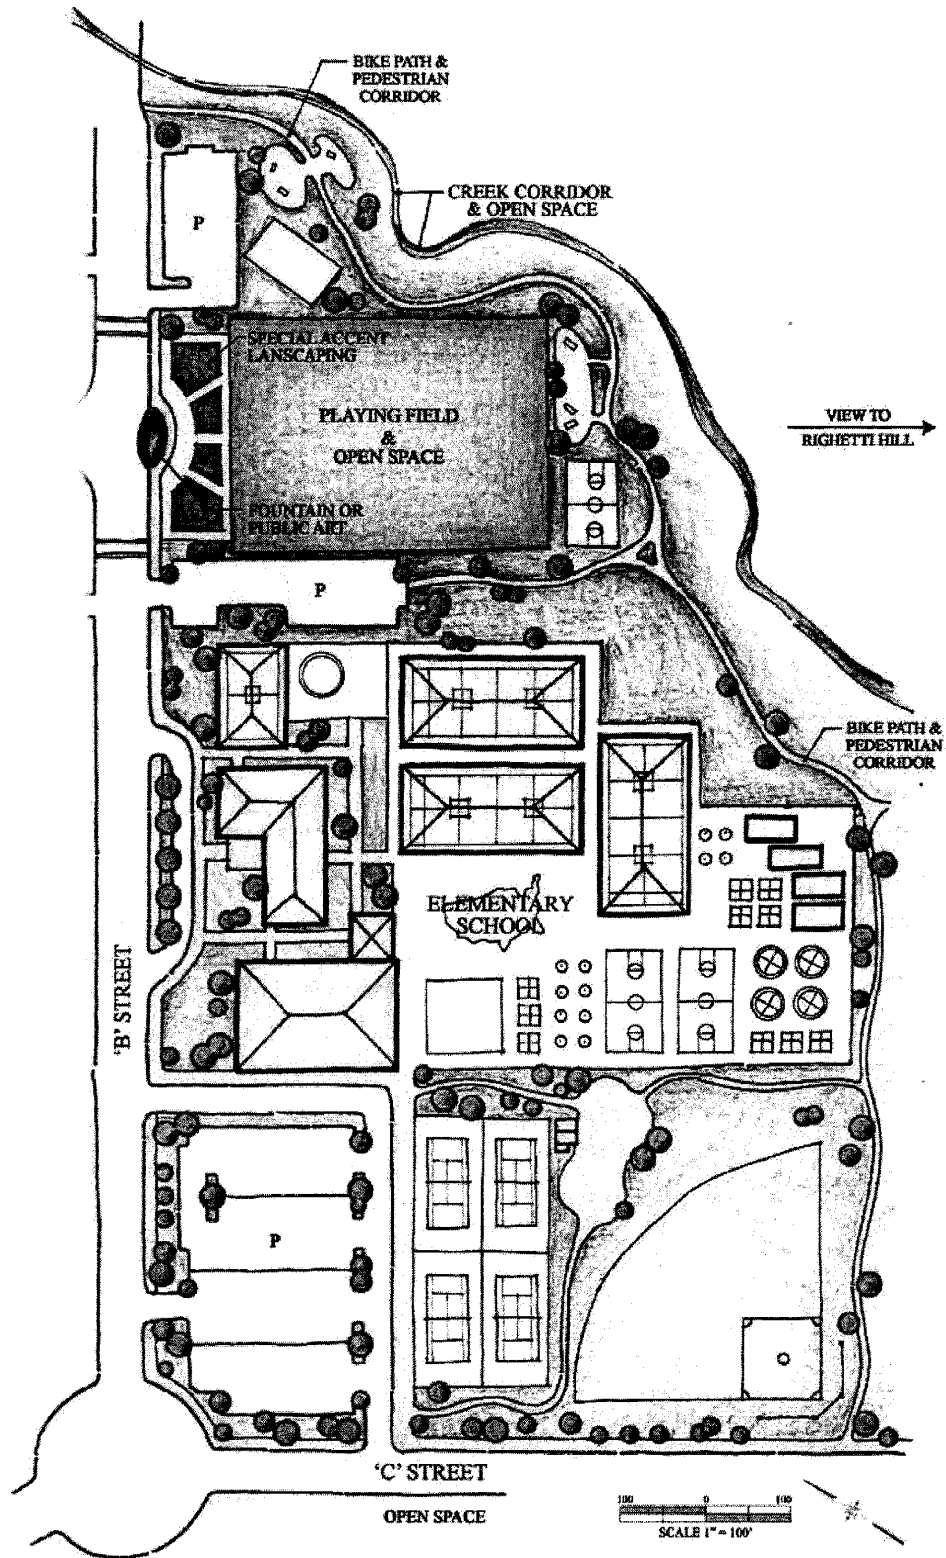 BIKE PATH &
PEDESTRIAN
CORRIDOR
CREEK CORRIDOR
& OPEN SPACE
P
SPECIAL ACCENT
LANSCAPING
PLAYING FIELD
&
OPEN SPACE
VIEW TO
RIGHETTI HILL
FOUNTAIN OR
PUBLIC ART
P
BIKE PATH &
PEDESTRIAN
CORRIDOR
ELEMENTARY
SCHOOL
'B' STREET
P
'C' STREET
OPEN SPACE
100 0 100
SCALE 1" = 100'